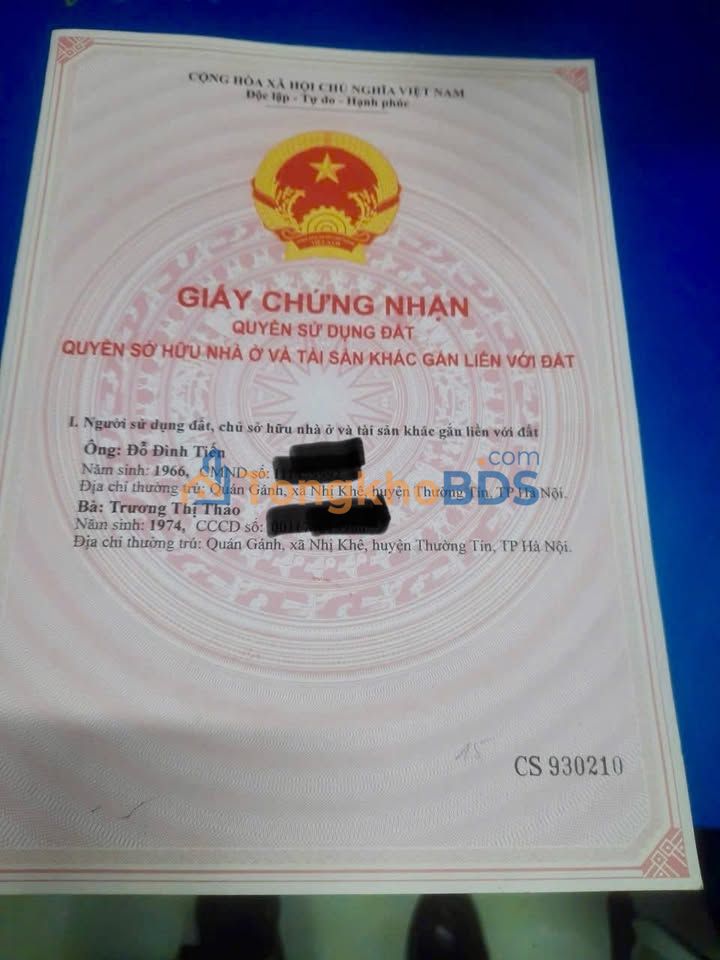 CỘNG HÒA XÃ HỘI CHỦ NGHĨA VIỆT NAM
Độc lập - Tự do - Hạnh phúc
VIỆT NAM
GIẤY CHỨNG NHẬN
QUYỀN SỬ DỤNG ĐẤT
QUYỀN SỞ HỮU NHÀ Ở VÀ TÀI SẢN KHÁC GẮN LIỀN VỚI ĐẤT
I. Người sử dụng đất, chủ sở hữu nhà ở và tài sản khác gắn liền với đất
Ông: Đỗ Đình Tiến
Năm sinh: 1966, CMND số:
Địa chỉ thường trú: Quán Gánh, xã Nhị Khê, huyện Thường Tín, TP Hà Nội.
TongkhoBDS.com
Bà: Trương Thị Thao
Năm sinh: 1974, CCCD số:
Địa chỉ thường trú: Quán Gánh, xã Nhị Khê, huyện Thường Tín, TP Hà Nội.
15
CS 930210